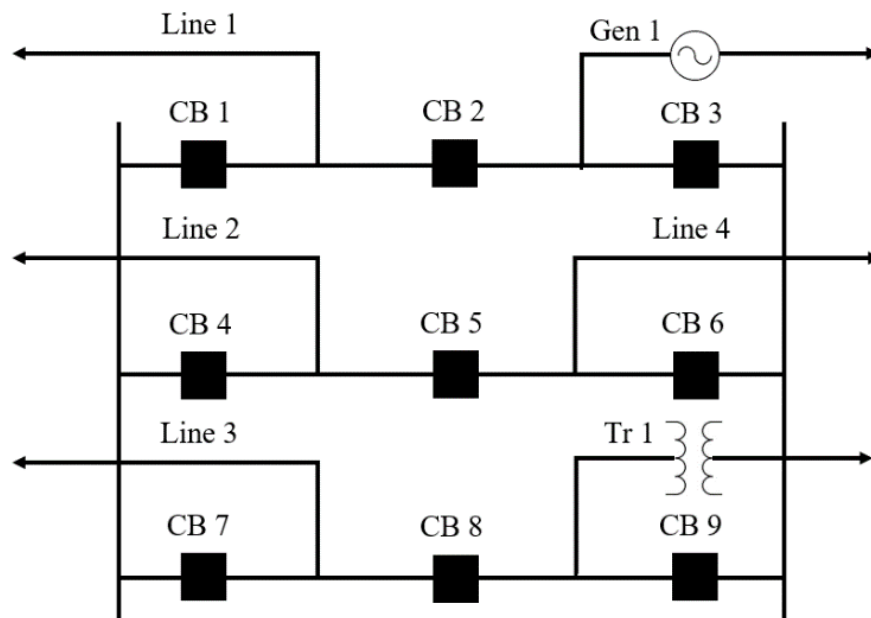 Line 1
Gen 1
CB 1
CB 2
CB 3
Line 2
Line 4
CB 4
CB 5
CB 6
Line 3
Tr 1
CB 7
CB 8
CB 9